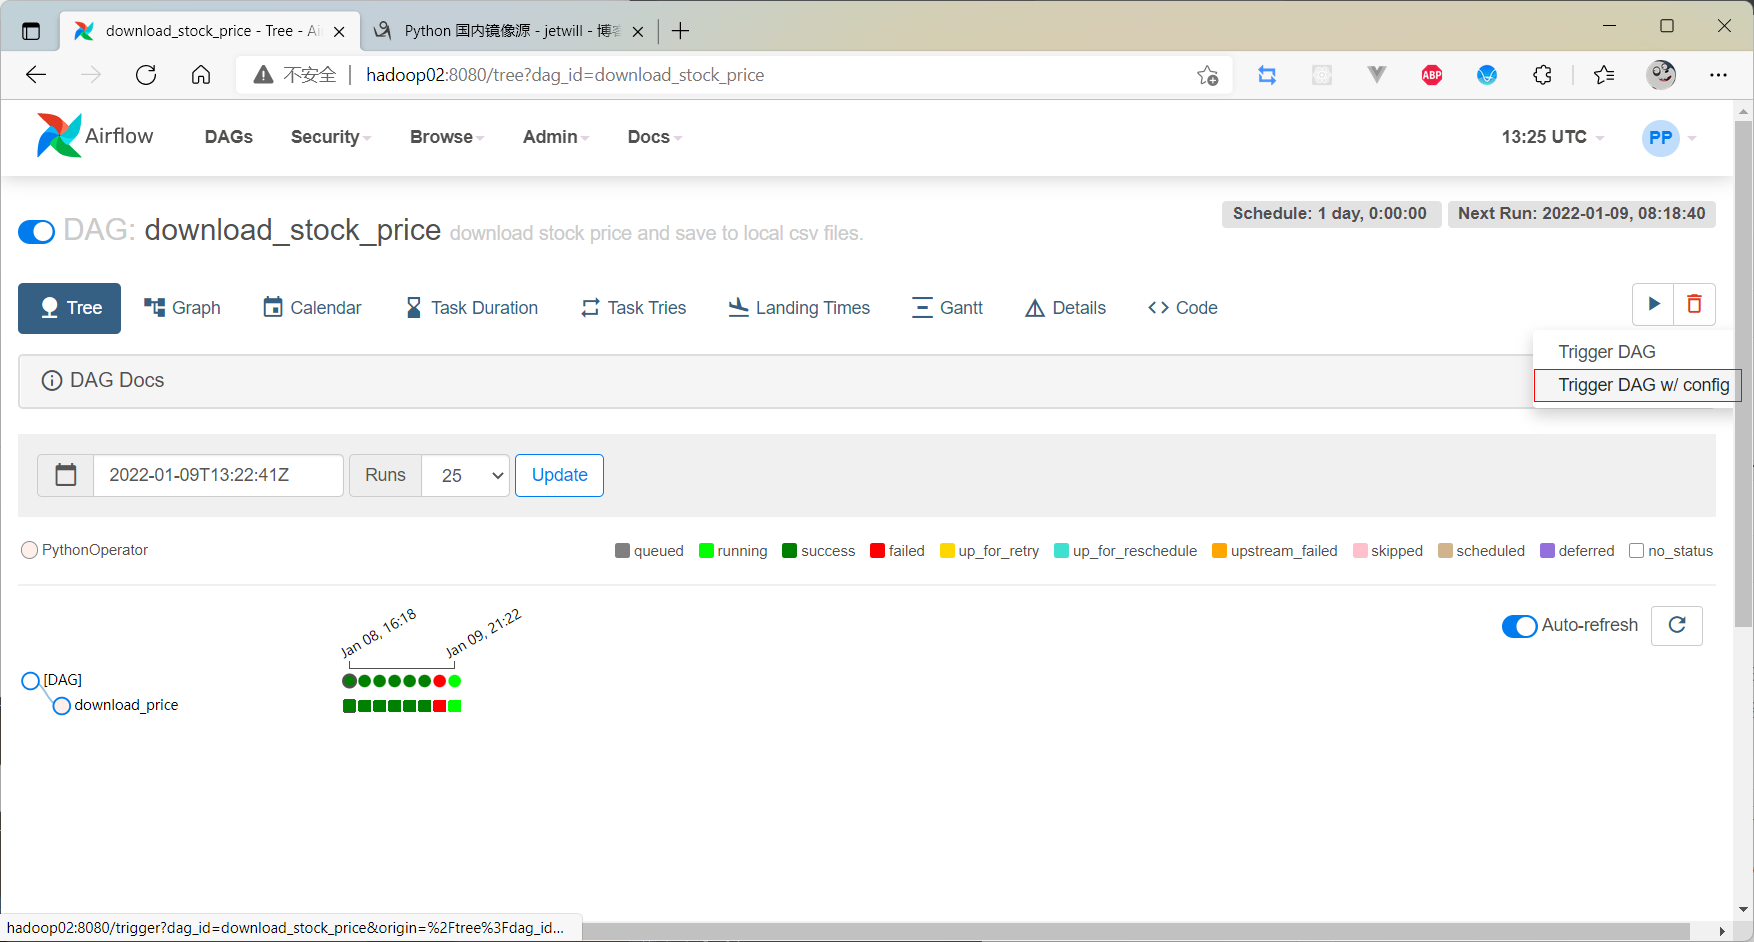 download_stock_price - Tree - Ai
Python 国内镜像源 - jetwill - 博客
不安全
hadoop02:8080/tree?dag_id=download_stock_price
ABP
Airflow
DAGs
Security
Browse
Admin
Docs
13:25 UTC
PP
DAG: download_stock_price download stock price and save to local csv files.
Schedule: 1 day, 0:00:00
Next Run: 2022-01-09, 08:18:40
Tree
Graph
Calendar
Task Duration
Task Tries
Landing Times
Gantt
Details
Code
Trigger DAG
Trigger DAG w/ config
DAG Docs
2022-01-09T13:22:41Z
Runs
25
Update
PythonOperator
queued
running
success
failed
up_for_retry
up_for_reschedule
upstream_failed
skipped
scheduled
deferred
no_status
Jan 08, 16:18
Jan 09, 21:22
Auto-refresh
[DAG]
download_price
hadoop02:8080/trigger?dag_id=download_stock_price&origin=%2Ftree%3Fdag_id...